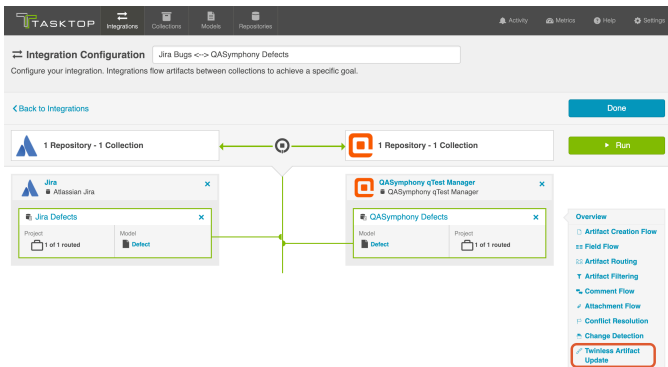 TASKTOP
Integrations
Collections
Models
Repositories
Activity
Metrics
Help
Settings
Integration Configuration
Jira Bugs <--> QASymphony Defects
Configure your integration. Integrations flow artifacts between collections to achieve a specific goal.
Back to Integrations
Done
1 Repository - 1 Collection
1 Repository - 1 Collection
Run
Jira
Atlassian Jira
Jira Defects
Project
1 of 1 routed
Model
Defect
QASymphony qTest Manager
QASymphony qTest Manager
QASymphony Defects
Model
Defect
Project
1 of 1 routed
Overview
Artifact Creation Flow
Field Flow
Artifact Routing
Artifact Filtering
Comment Flow
Attachment Flow
Conflict Resolution
Change Detection
Twinless Artifact
Update